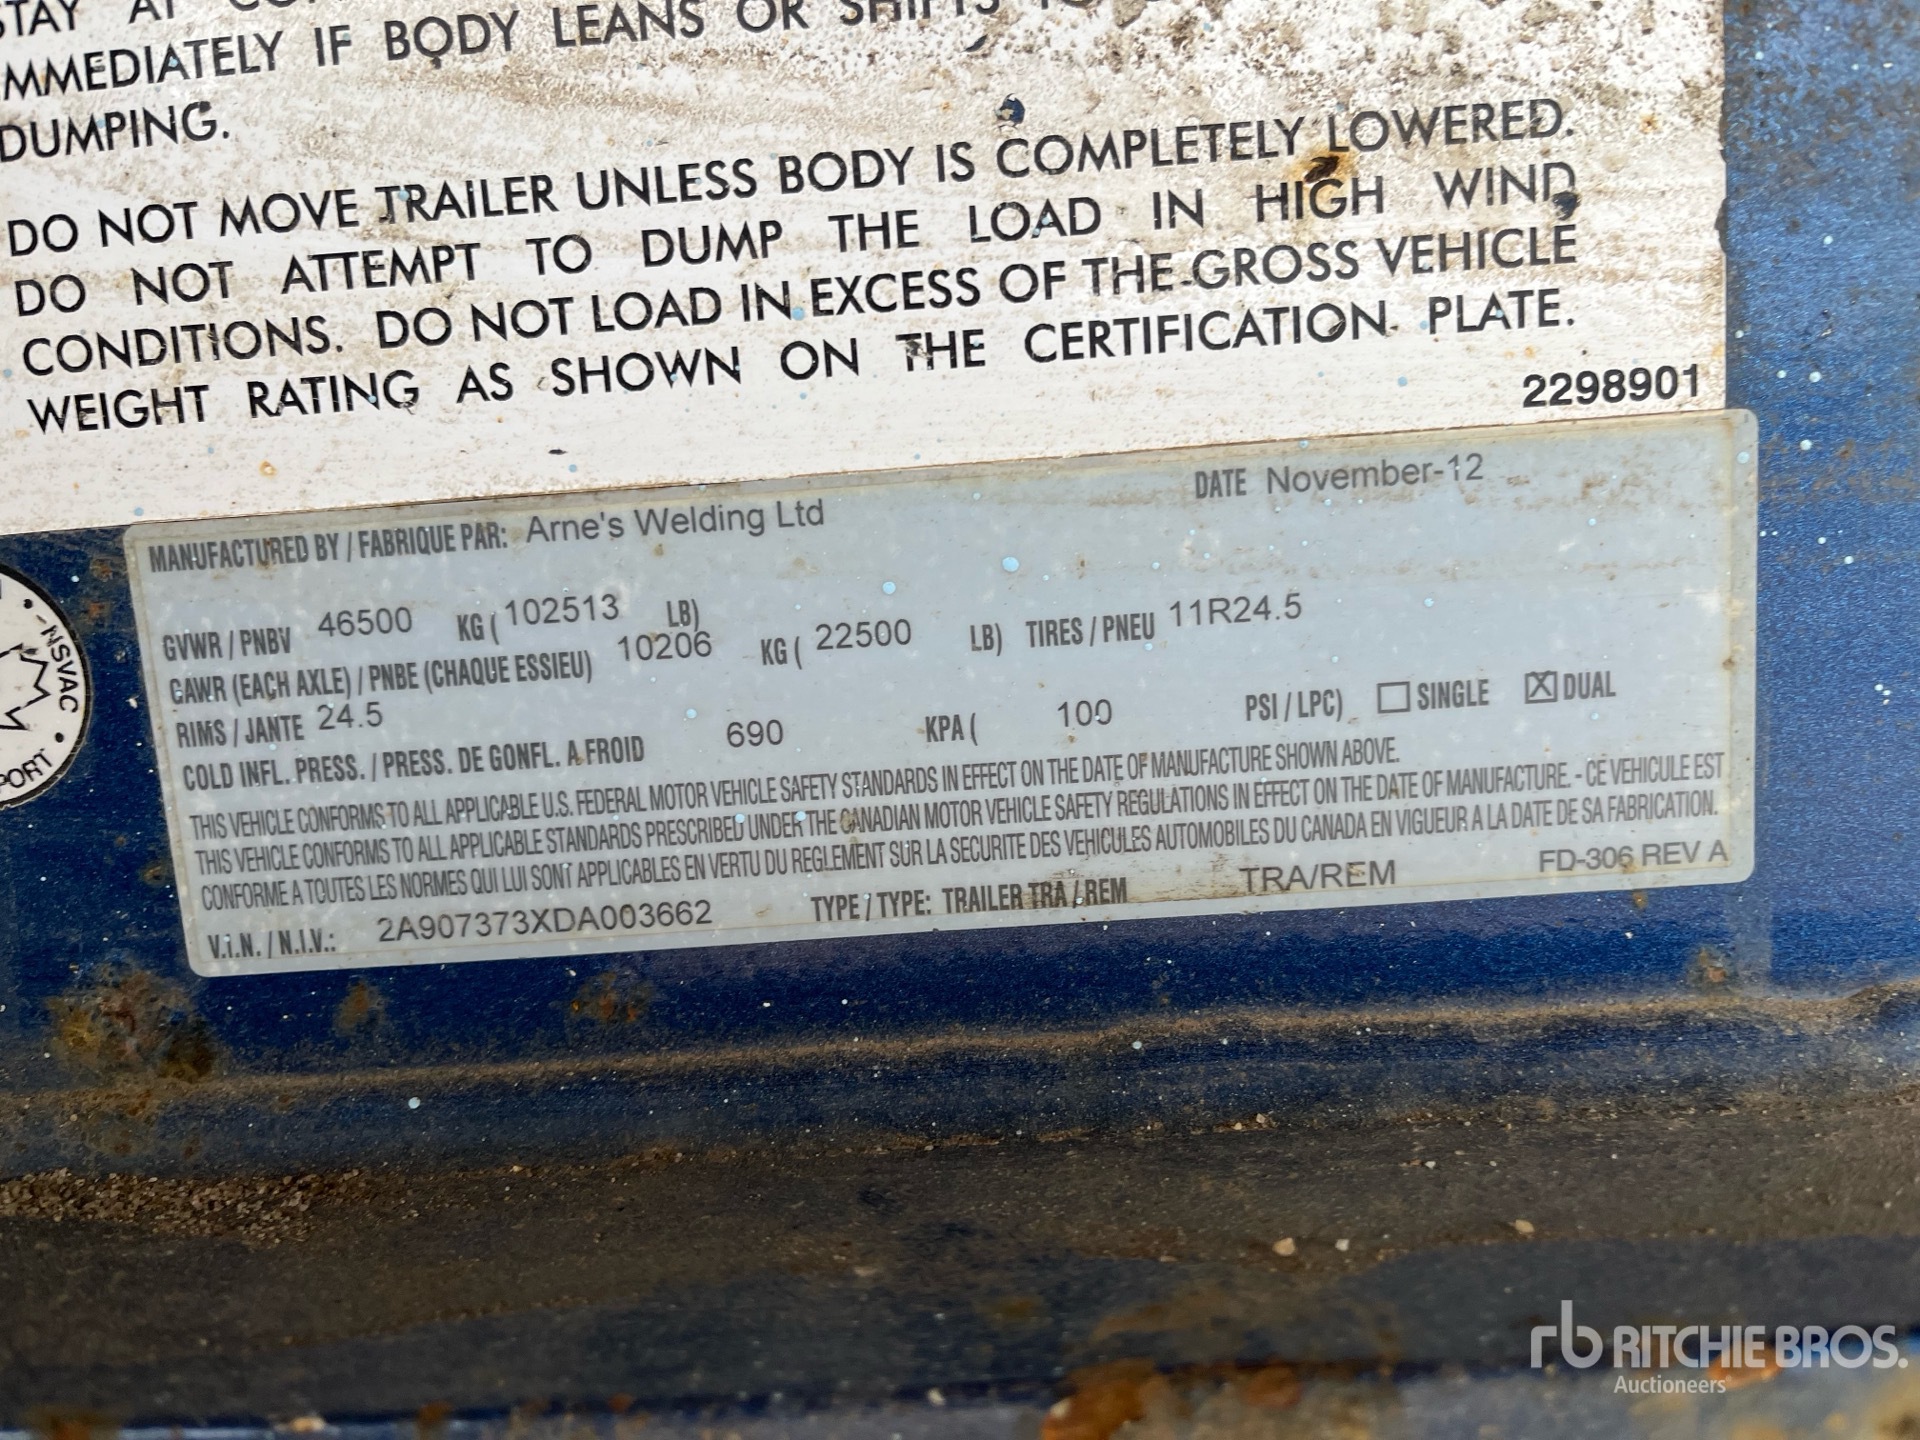 STAY AT
IMMEDIATELY IF BODY LEANS OR SHIFTS
DUMPING.
DO NOT MOVE TRAILER UNLESS BODY IS COMPLETELY LOWERED.
DO NOT ATTEMPT TO DUMP THE LOAD IN HIGH WIND
CONDITIONS. DO NOT LOAD IN EXCESS OF THE GROSS VEHICLE
WEIGHT RATING AS SHOWN ON THE CERTIFICATION PLATE.
2298901
MANUFACTURED BY / FABRIQUE PAR: Arne's Welding Ltd DATE November-12
GVWR / PNBV 46500 KG ( 102513 LB)
GAWR (EACH AXLE) / PNBE (CHAQUE ESSIEU) 10206 KG ( 22500 LB) TIRES / PNEU 11R24.5
RIMS / JANTE 24.5
COLD INFL. PRESS. / PRESS. DE GONFL. A FROID 690 KPA ( 100 PSI / LPC) SINGLE X DUAL
THIS VEHICLE CONFORMS TO ALL APPLICABLE U.S. FEDERAL MOTOR VEHICLE SAFETY STANDARDS IN EFFECT ON THE DATE OF MANUFACTURE SHOWN ABOVE.
THIS VEHICLE CONFORMS TO ALL APPLICABLE STANDARDS PRESCRIBED UNDER THE CANADIAN MOTOR VEHICLE SAFETY REGULATIONS IN EFFECT ON THE DATE OF MANUFACTURE. - CE VEHICULE EST
CONFORME A TOUTES LES NORMES QUI LUI SONT APPLICABLES EN VERTU DU REGLEMENT SUR LA SECURITE DES VEHICULES AUTOMOBILES DU CANADA EN VIGUEUR A LA DATE DE SA FABRICATION.
V.I.N. / N.I.V.: 2A907373XDA003662 TYPE / TYPE: TRAILER TRA / REM TRA/REM FD-306 REV A
NSVAC
rb RITCHIE BROS.
Auctioneers